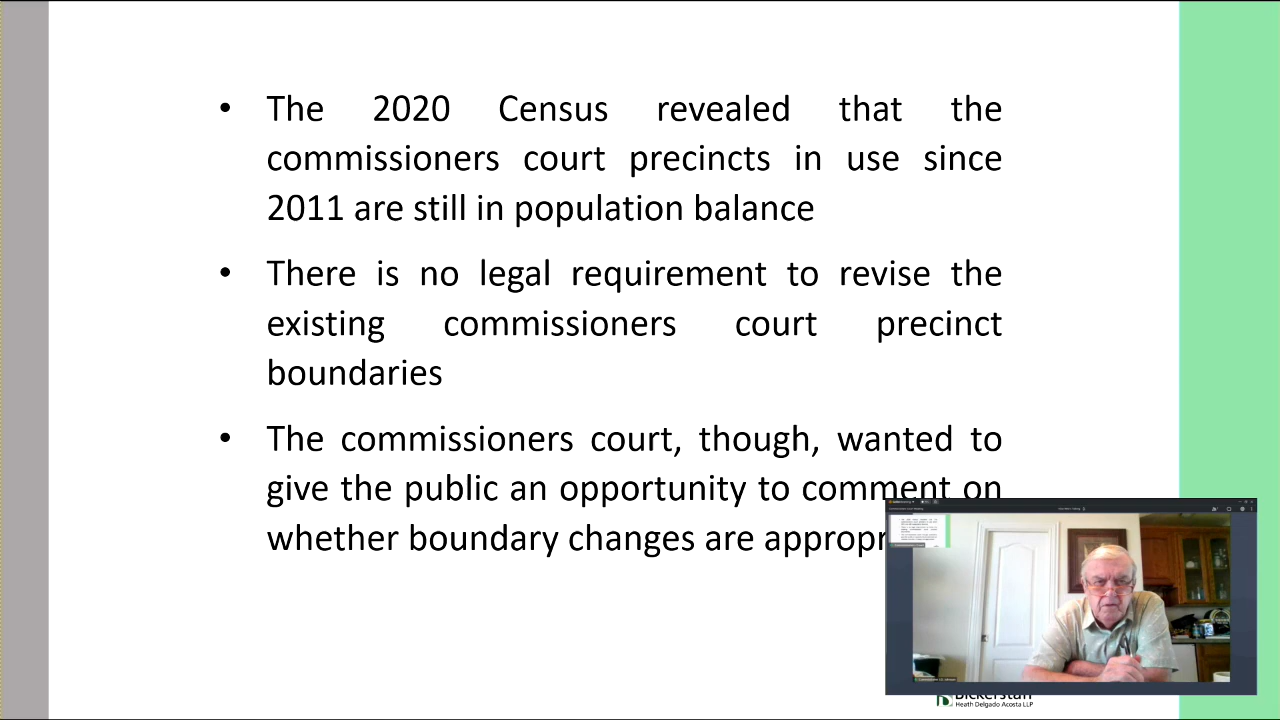 • The 2020 Census revealed that the
commissioners court precincts in use since
2011 are still in population balance
• There is no legal requirement to revise the
existing commissioners court precinct
boundaries
• The commissioners court, though, wanted to
give the public an opportunity to comment on
whether boundary changes are appropr
Bickerstaff
Heath Delgado Acosta LLP